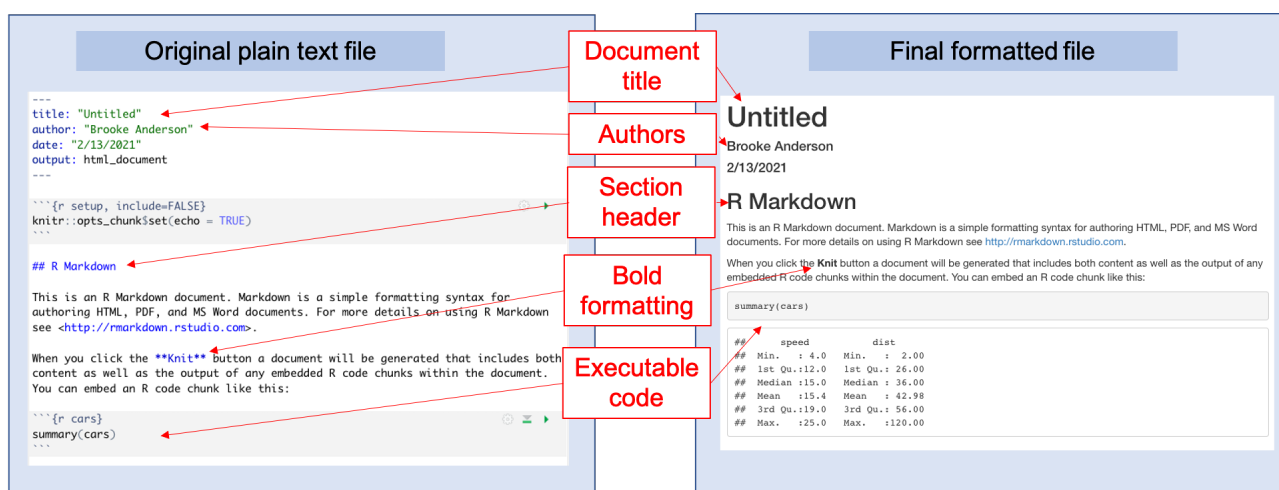 Original plain text file
---
title: "Untitled"
author: "Brooke Anderson"
date: "2/13/2021"
output: html_document
---
```{r setup, include=FALSE}
knitr::opts_chunk$set(echo = TRUE)
```
## R Markdown
This is an R Markdown document. Markdown is a simple formatting syntax for
authoring HTML, PDF, and MS Word documents. For more details on using R Markdown
see <http://rmarkdown.rstudio.com>.
When you click the **Knit** button a document will be generated that includes both
content as well as the output of any embedded R code chunks within the document.
You can embed an R code chunk like this:
```{r cars}
summary(cars)
```
Document
title
Authors
Section
header
Bold
formatting
Executable
code
Final formatted file
Untitled
Brooke Anderson
2/13/2021
R Markdown
This is an R Markdown document. Markdown is a simple formatting syntax for authoring HTML, PDF, and MS Word
documents. For more details on using R Markdown see http://rmarkdown.rstudio.com.
When you click the Knit button a document will be generated that includes both content as well as the output of any
embedded R code chunks within the document. You can embed an R code chunk like this:
summary(cars)
##      speed           dist
##  Min.   : 4.0   Min.   :  2.00
##  1st Qu.:12.0   1st Qu.: 26.00
##  Median :15.0   Median : 36.00
##  Mean   :15.4   Mean   : 42.98
##  3rd Qu.:19.0   3rd Qu.: 56.00
##  Max.   :25.0   Max.   :120.00